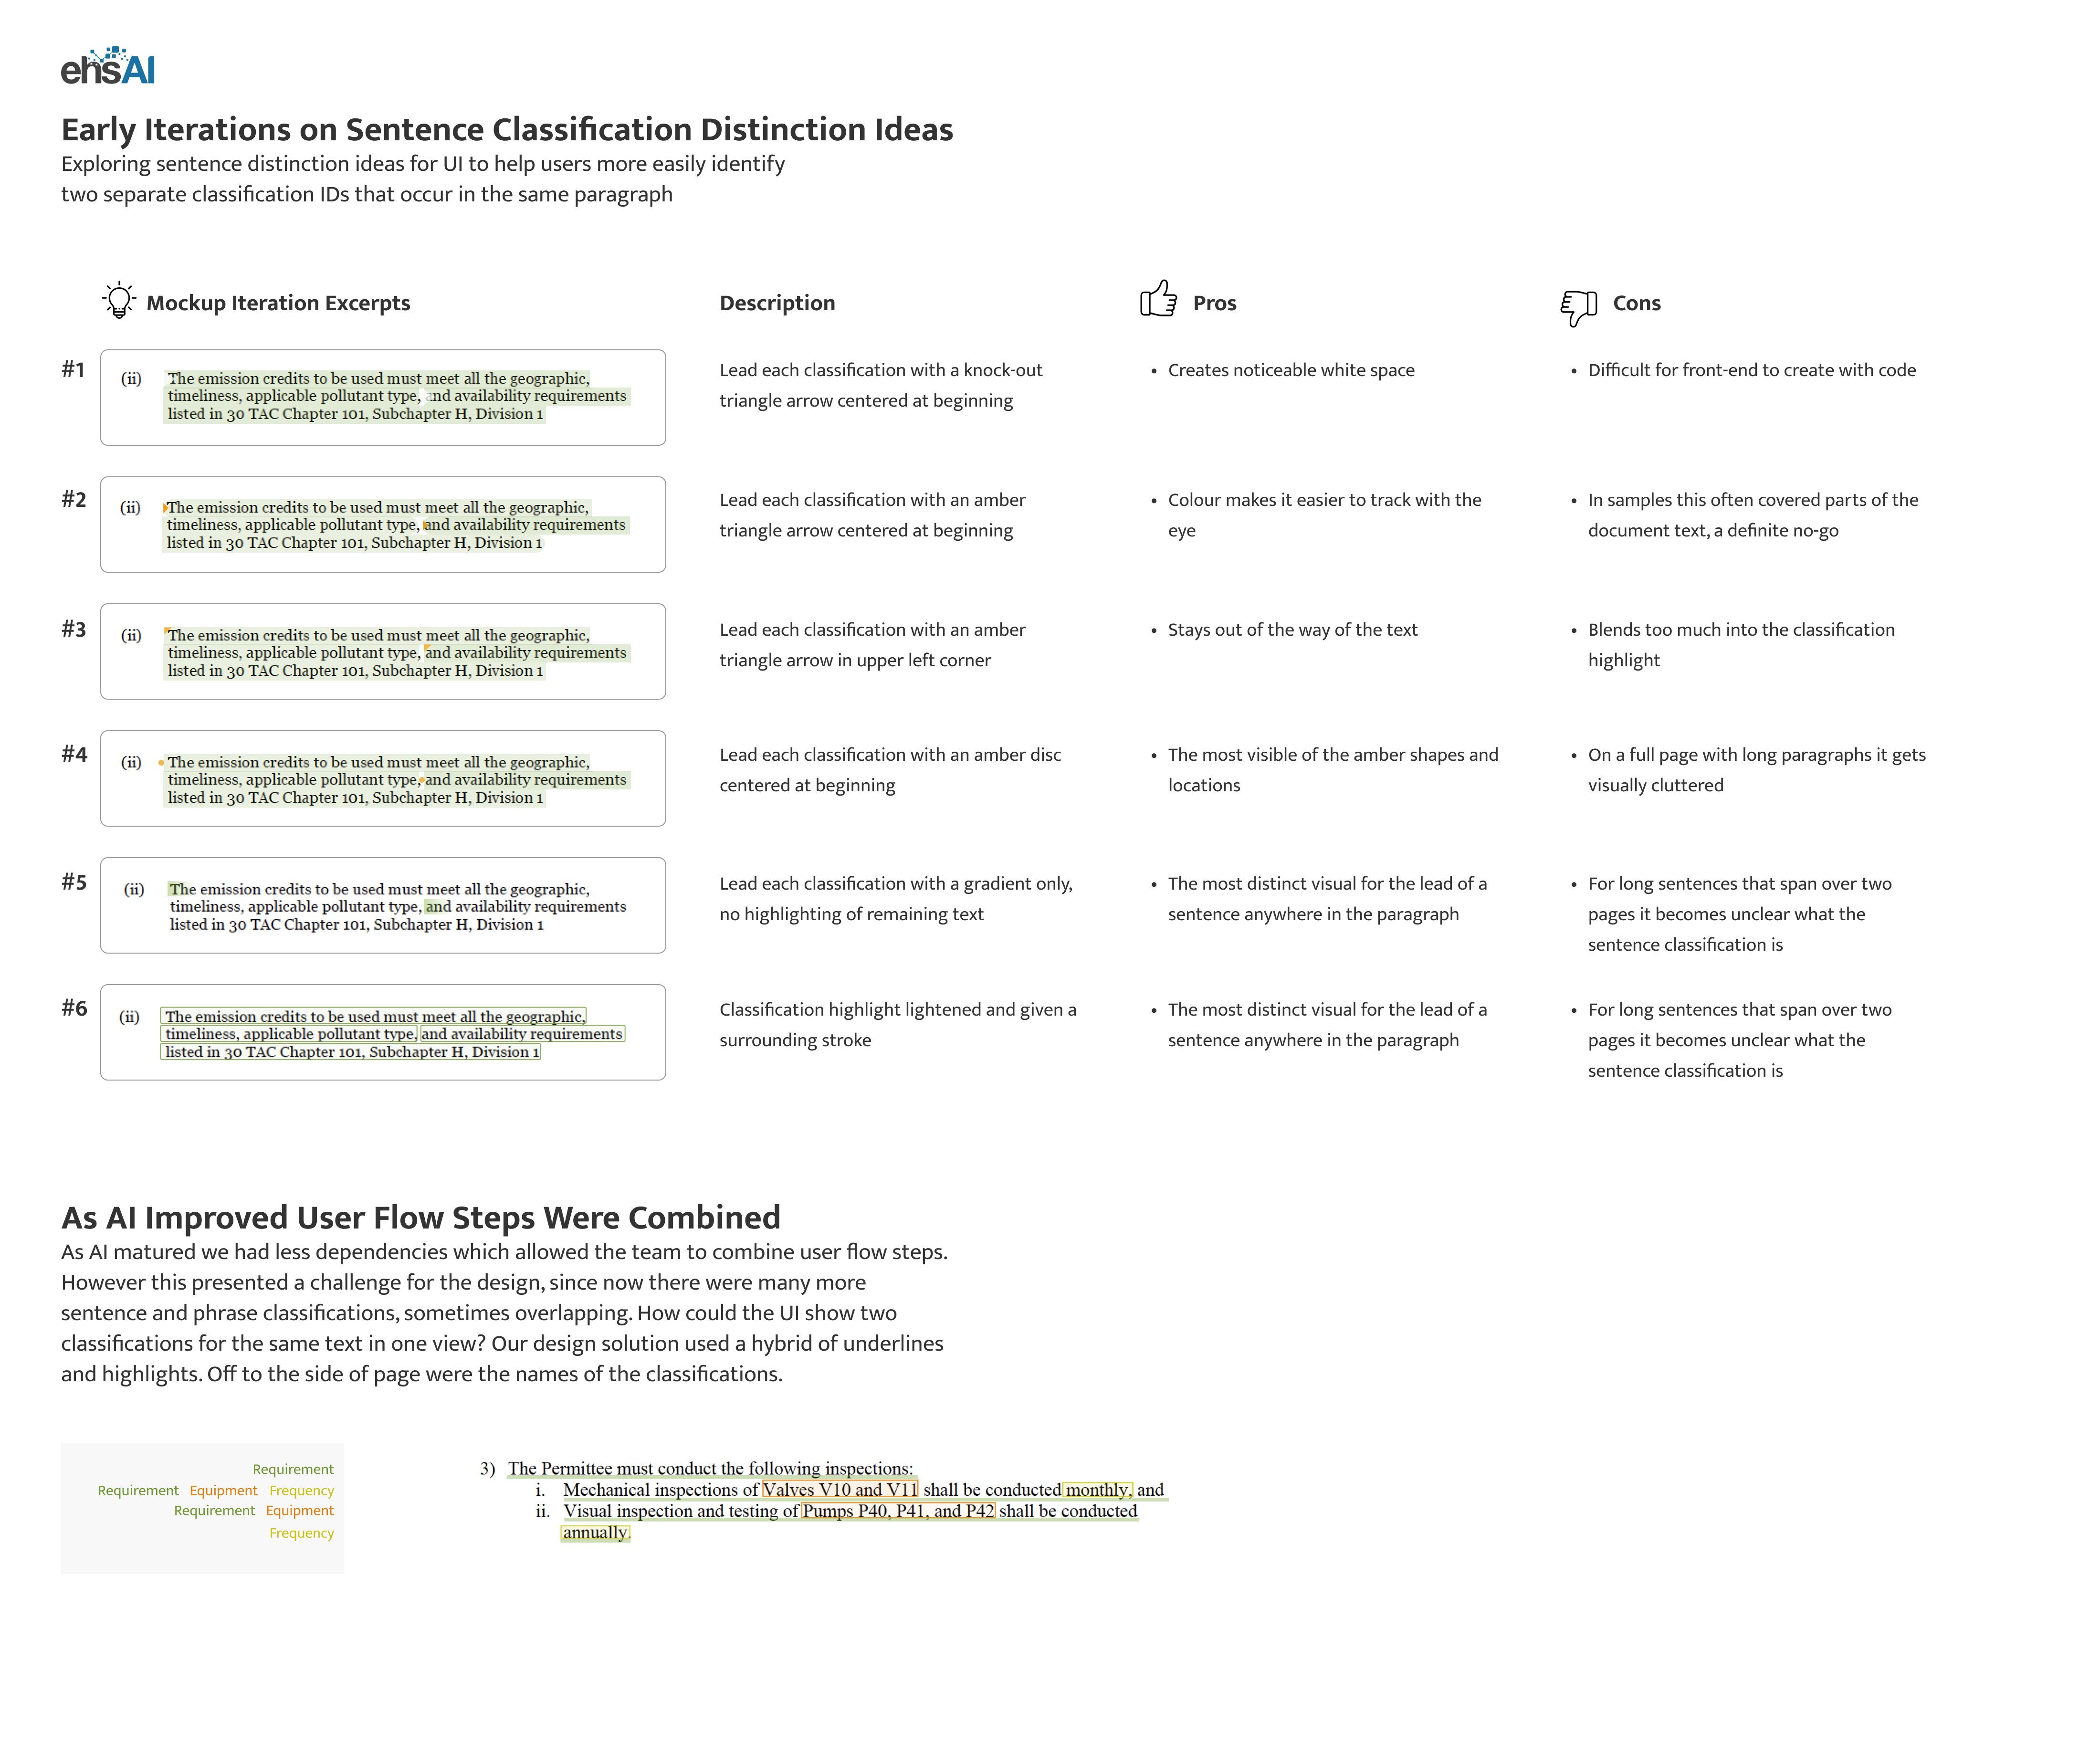 ehsAI
Early Iterations on Sentence Classification Distinction Ideas
Exploring sentence distinction ideas for UI to help users more easily identify
two separate classification IDs that occur in the same paragraph
Mockup Iteration Excerpts
Description
Pros
Cons
#1
(ii) The emission credits to be used must meet all the geographic,
timeliness, applicable pollutant type, and availability requirements
listed in 30 TAC Chapter 101, Subchapter H, Division 1
Lead each classification with a knock-out
triangle arrow centered at beginning
• Creates noticeable white space
• Difficult for front-end to create with code
#2
(ii) The emission credits to be used must meet all the geographic,
timeliness, applicable pollutant type, and availability requirements
listed in 30 TAC Chapter 101, Subchapter H, Division 1
Lead each classification with an amber
triangle arrow centered at beginning
• Colour makes it easier to track with the
eye
• In samples this often covered parts of the
document text, a definite no-go
#3
(ii) The emission credits to be used must meet all the geographic,
timeliness, applicable pollutant type, and availability requirements
listed in 30 TAC Chapter 101, Subchapter H, Division 1
Lead each classification with an amber
triangle arrow in upper left corner
• Stays out of the way of the text
• Blends too much into the classification
highlight
#4
(ii) The emission credits to be used must meet all the geographic,
timeliness, applicable pollutant type, and availability requirements
listed in 30 TAC Chapter 101, Subchapter H, Division 1
Lead each classification with an amber disc
centered at beginning
• The most visible of the amber shapes and
locations
• On a full page with long paragraphs it gets
visually cluttered
#5
(ii) The emission credits to be used must meet all the geographic,
timeliness, applicable pollutant type, and availability requirements
listed in 30 TAC Chapter 101, Subchapter H, Division 1
Lead each classification with a gradient only,
no highlighting of remaining text
• The most distinct visual for the lead of a
sentence anywhere in the paragraph
• For long sentences that span over two
pages it becomes unclear what the
sentence classification is
#6
(ii) The emission credits to be used must meet all the geographic,
timeliness, applicable pollutant type, and availability requirements
listed in 30 TAC Chapter 101, Subchapter H, Division 1
Classification highlight lightened and given a
surrounding stroke
• The most distinct visual for the lead of a
sentence anywhere in the paragraph
• For long sentences that span over two
pages it becomes unclear what the
sentence classification is
As AI Improved User Flow Steps Were Combined
As AI matured we had less dependencies which allowed the team to combine user flow steps.
However this presented a challenge for the design, since now there were many more
sentence and phrase classifications, sometimes overlapping. How could the UI show two
classifications for the same text in one view? Our design solution used a hybrid of underlines
and highlights. Off to the side of page were the names of the classifications.
Requirement
Requirement Equipment Frequency
Requirement Equipment
Frequency
3) The Permittee must conduct the following inspections:
i. Mechanical inspections of Valves V10 and V11 shall be conducted monthly, and
ii. Visual inspection and testing of Pumps P40, P41, and P42 shall be conducted
annually.